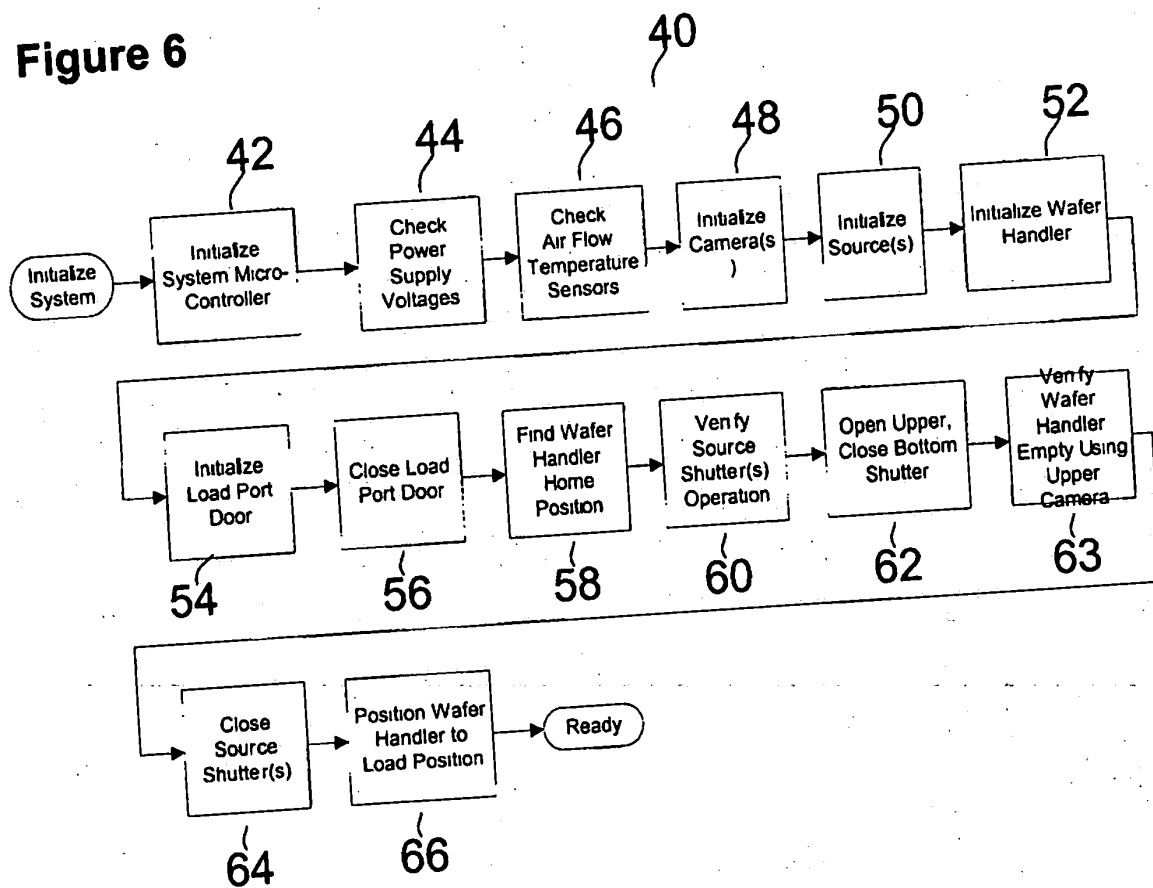 Figure 6
40
42
44
46
48
50
52
Initialize
System
Initialize
System Micro-
Controller
Check
Power
Supply
Voltages
Check
Air Flow
Temperature
Sensors
Initialize
Camera(s
)
Initialize
Source(s)
Initialize Wafer
Handler
Initialize
Load Port
Door
Close Load
Port Door
Find Wafer
Handler
Home
Position
Verify
Source
Shutter(s)
Operation
Open Upper,
Close Bottom
Shutter
Verify
Wafer
Handler
Empty Using
Upper
Camera
54
56
58
60
62
63
Close
Source
Shutter(s)
Position Wafer
Handler to
Load Position
Ready
64
66